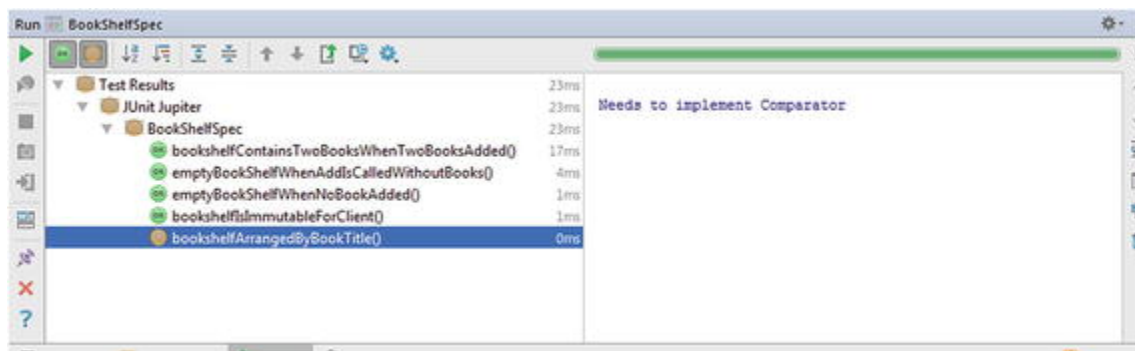 Run BookShelfSpec
Test Results 23ms
JUnit Jupiter 23ms
BookShelfSpec 23ms
bookshelfContainsTwoBooksWhenTwoBooksAdded() 17ms
emptyBookShelfWhenAddIsCalledWithoutBooks() 4ms
emptyBookShelfWhenNoBookAdded() 1ms
bookshelfIsImmutableForClient() 1ms
bookshelfArrangedByBookTitle() 0ms
Needs to implement Comparator